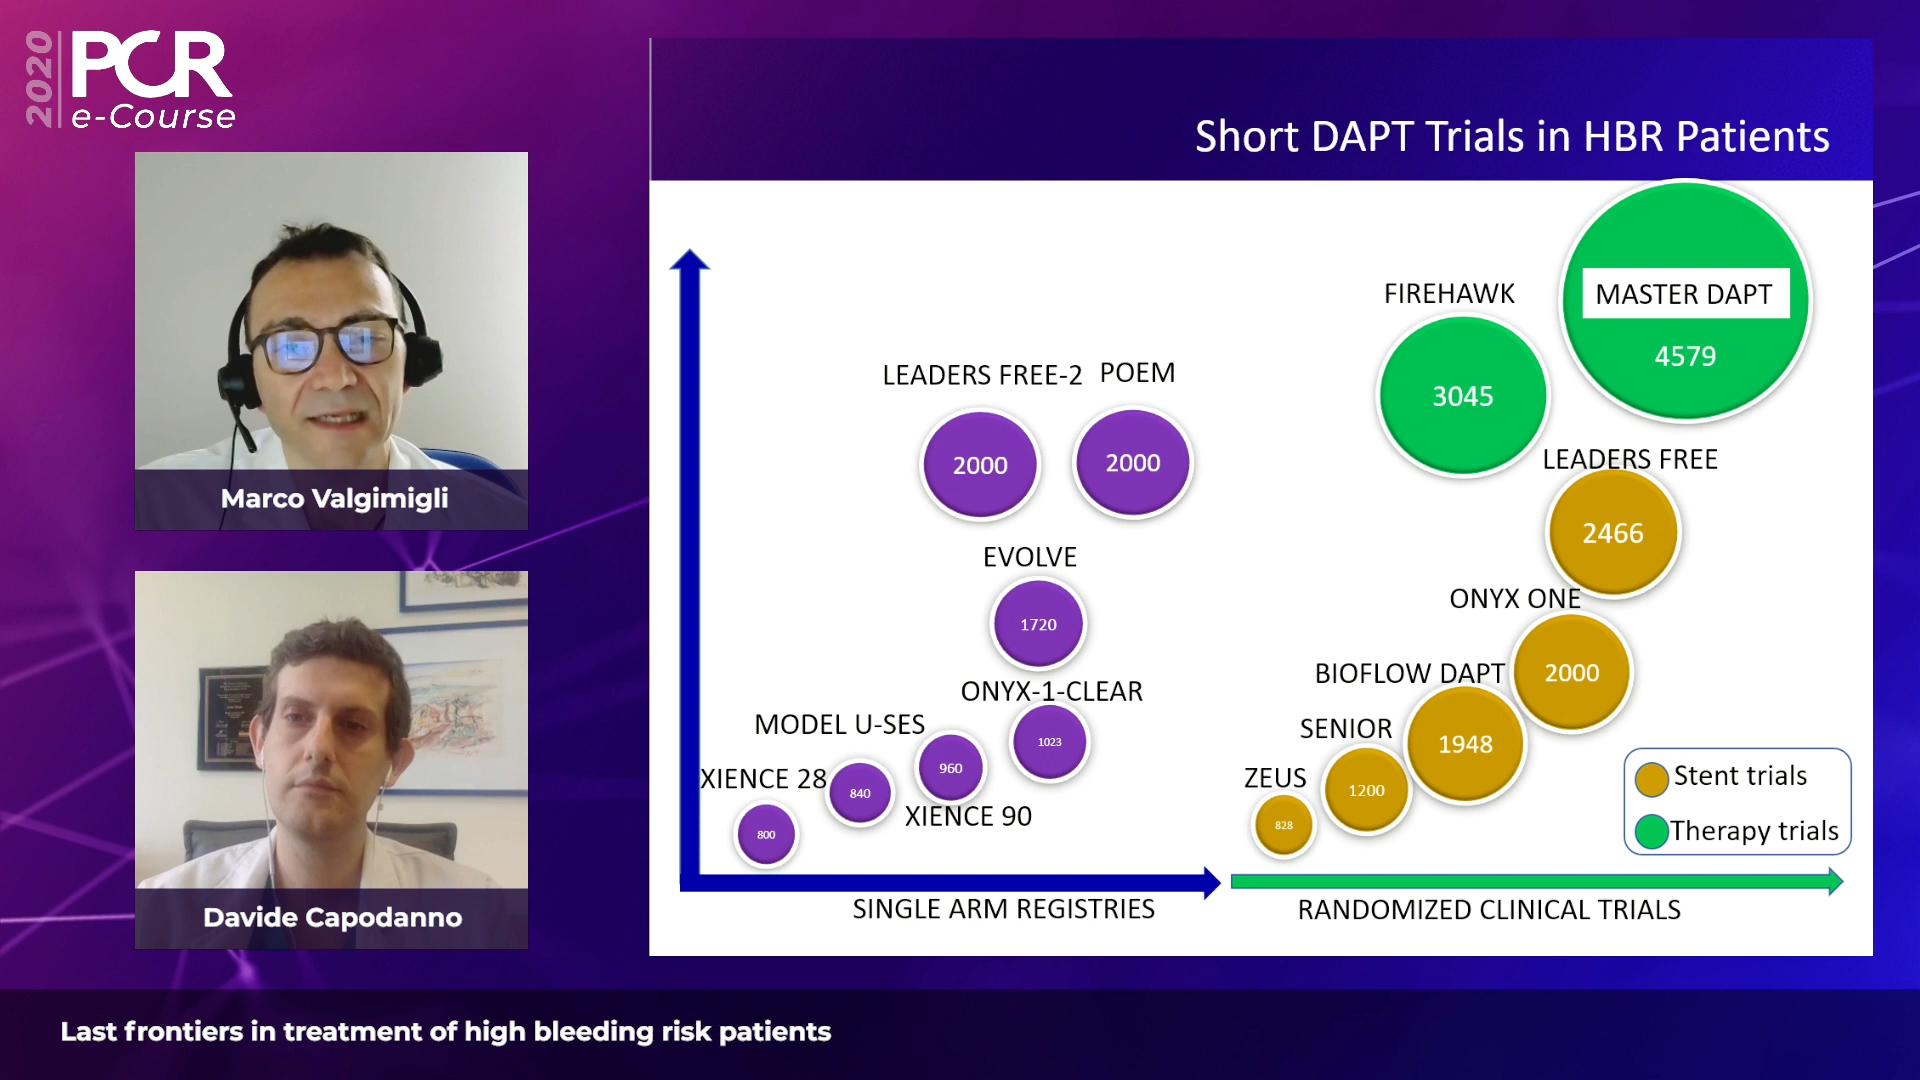 2020
PCR
e-Course
Marco Valgimigli
Davide Capodanno
Short DAPT Trials in HBR Patients
MASTER DAPT
4579
FIREHAWK
3045
LEADERS FREE-2
2000
POEM
2000
LEADERS FREE
2466
EVOLVE
1720
ONYX ONE
2000
ONYX-1-CLEAR
1023
BIOFLOW DAPT
1948
MODEL U-SES
960
SENIOR
1200
XIENCE 28
840
XIENCE 90
ZEUS
828
800
Stent trials
Therapy trials
SINGLE ARM REGISTRIES
RANDOMIZED CLINICAL TRIALS
Last frontiers in treatment of high bleeding risk patients